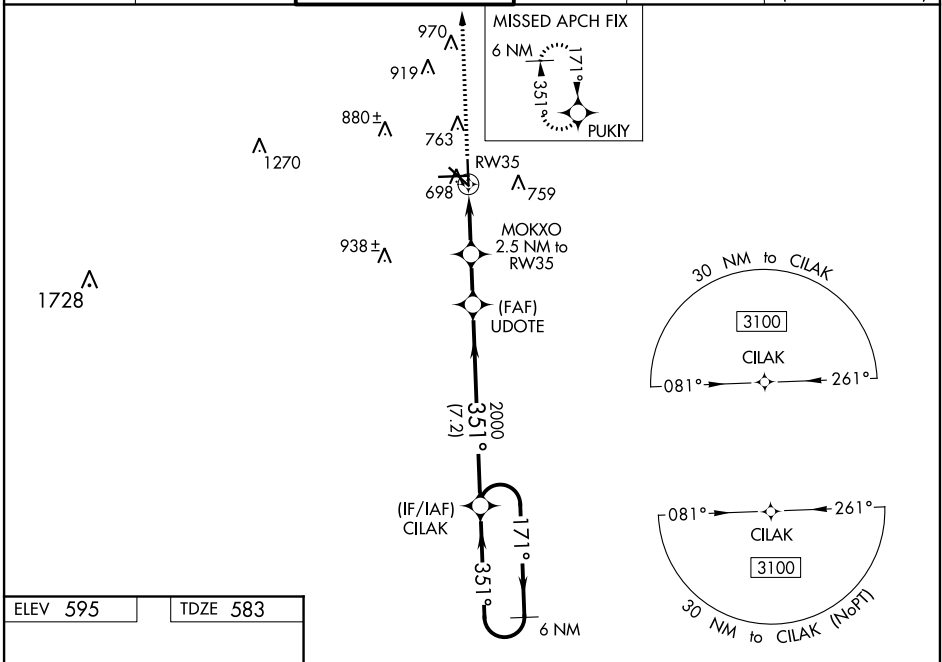 MISSED APCH FIX
6 NM
171°
351°
PUKIY
970
919
880±
763
1270
RW35
698
759
MOKXO
2.5 NM to
RW35
938±
1728
(FAF)
UDOTE
2000
351°
(7.2)
(IF/IAF)
CILAK
171°
351°
6 NM
30 NM to CILAK
3100
CILAK
081°
261°
081°
261°
CILAK
3100
30 NM to CILAK (NoPT)
ELEV 595
TDZE 583